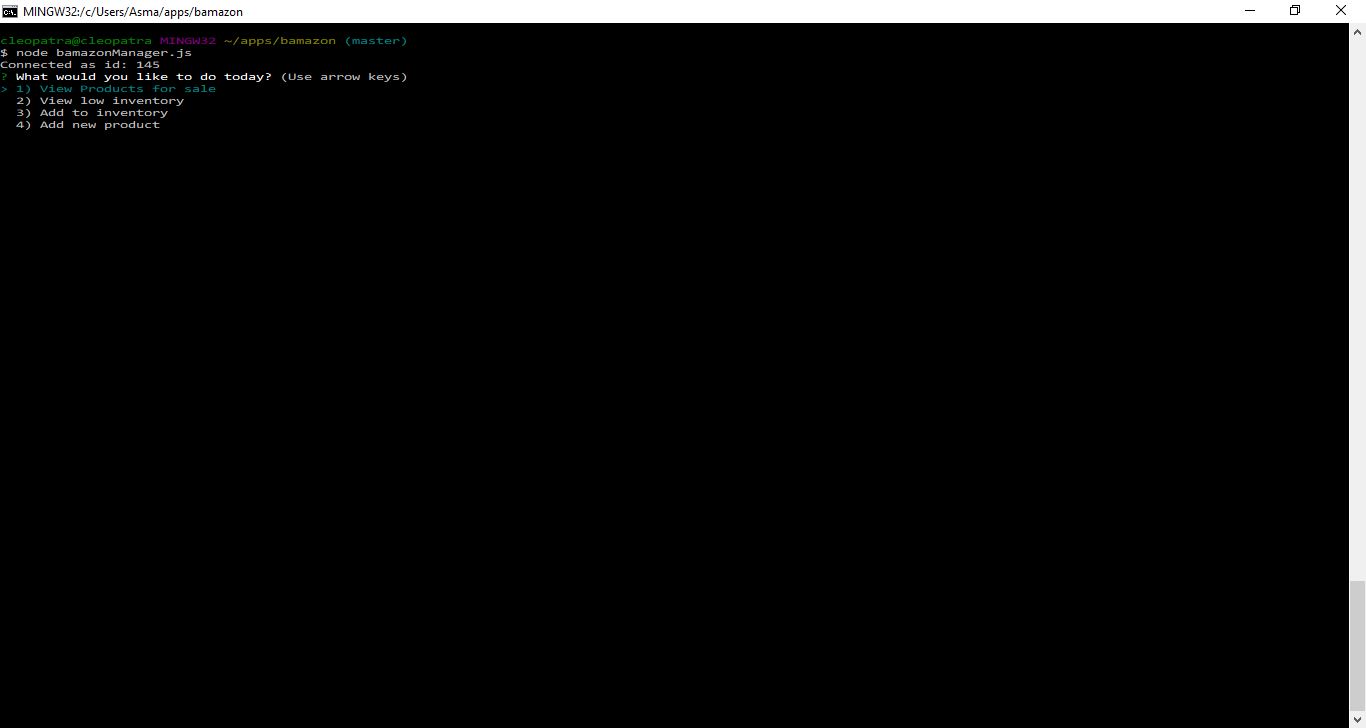 MINGW32:/c/Users/Asma/apps/bamazon
cleopatra@cleopatra MINGW32 ~/apps/bamazon (master)
$ node bamazonManager.js
Connected as id: 145
? What would you like to do today? (Use arrow keys)
> 1) View Products for sale
2) View low inventory
3) Add to inventory
4) Add new product